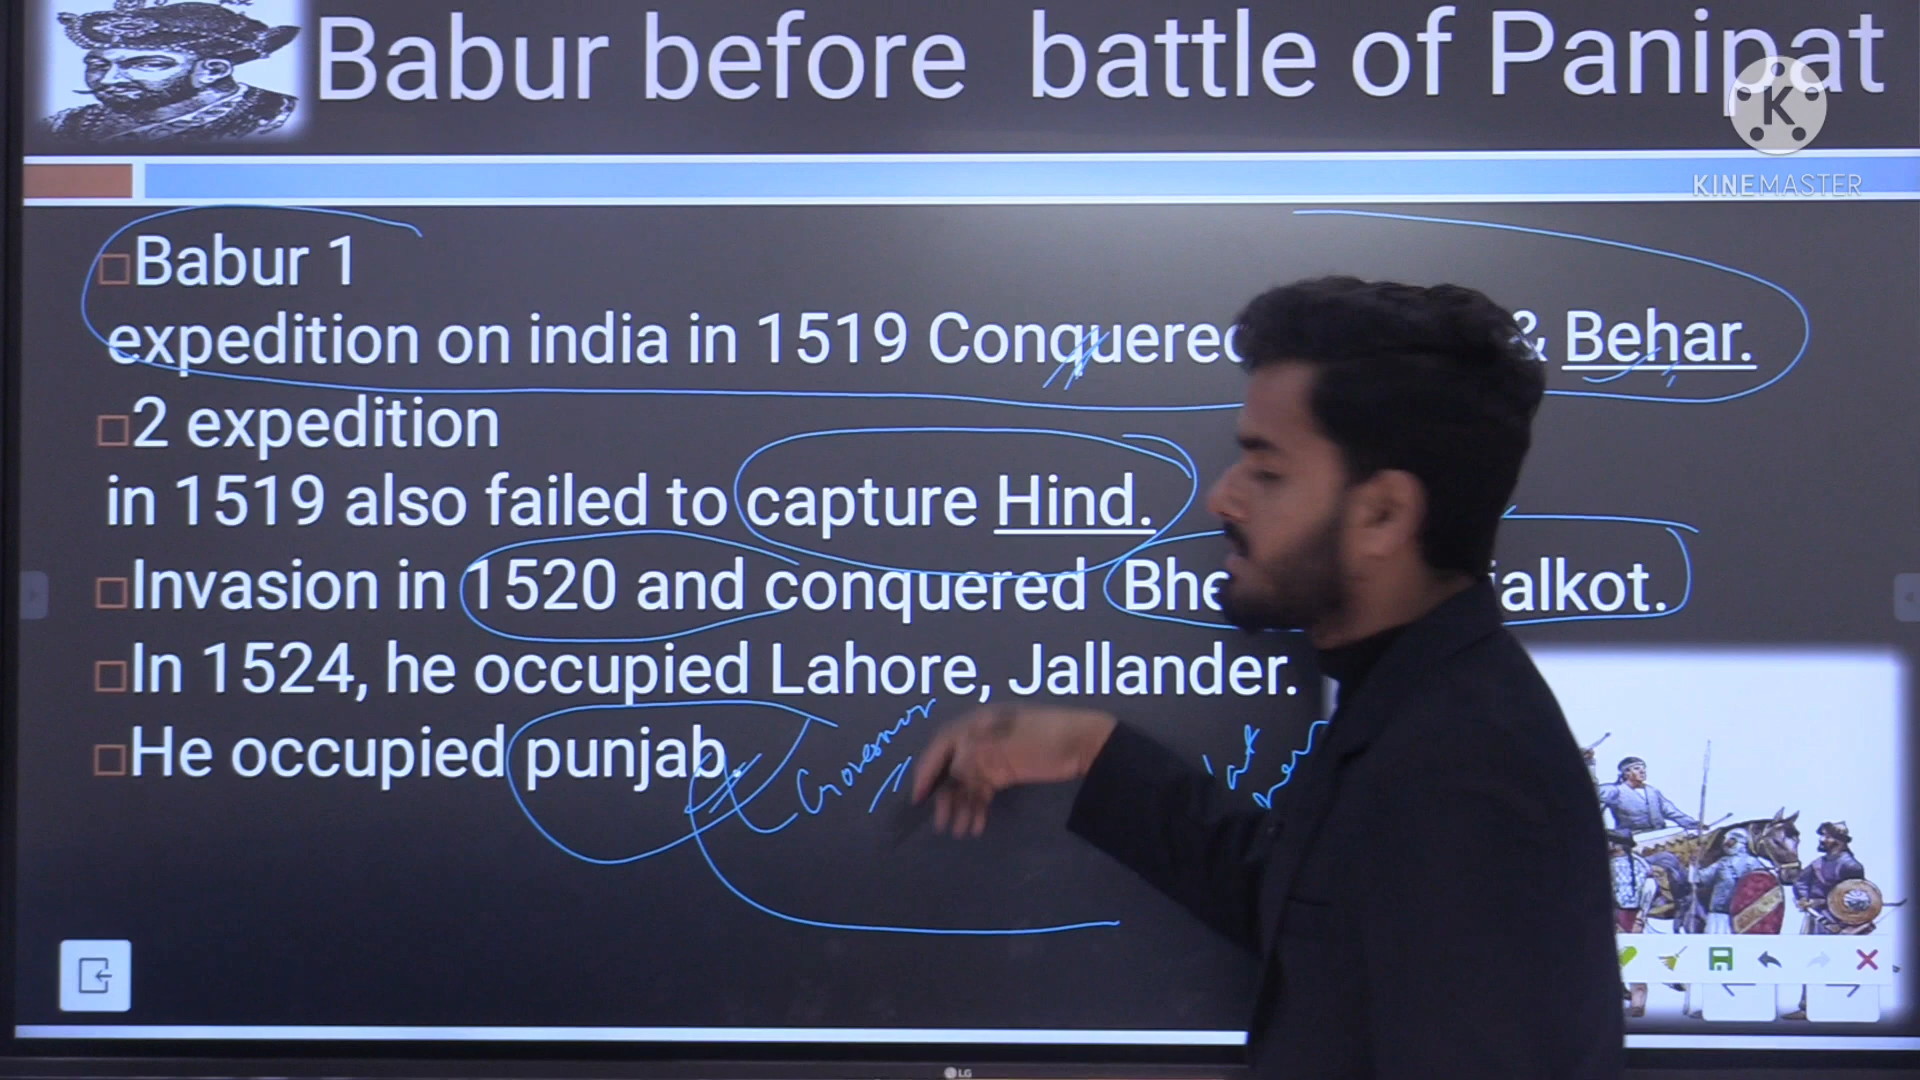 Babur before battle of Panipat
KINEMASTER
Babur 1
expedition on india in 1519 Conquered & Behar.
2 expedition
in 1519 also failed to capture Hind.
Invasion in 1520 and conquered
In 1524, he occupied Lahore, Jallander.
He occupied punjab.
Governor
LG